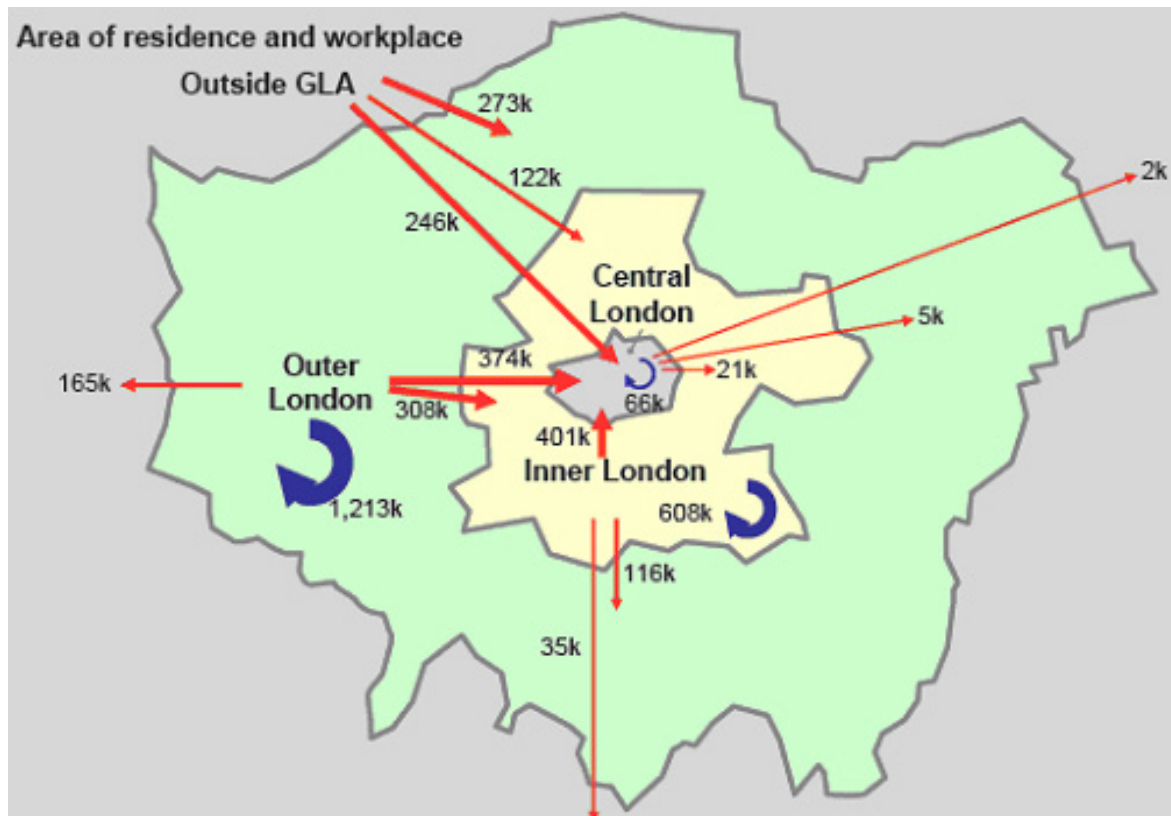 Area of residence and workplace
Outside GLA
273k
122k
2k
246k
Central
London
5k
374k
21k
Outer
London
165k
308k
66k
401k
Inner London
1,213k
608k
116k
35k